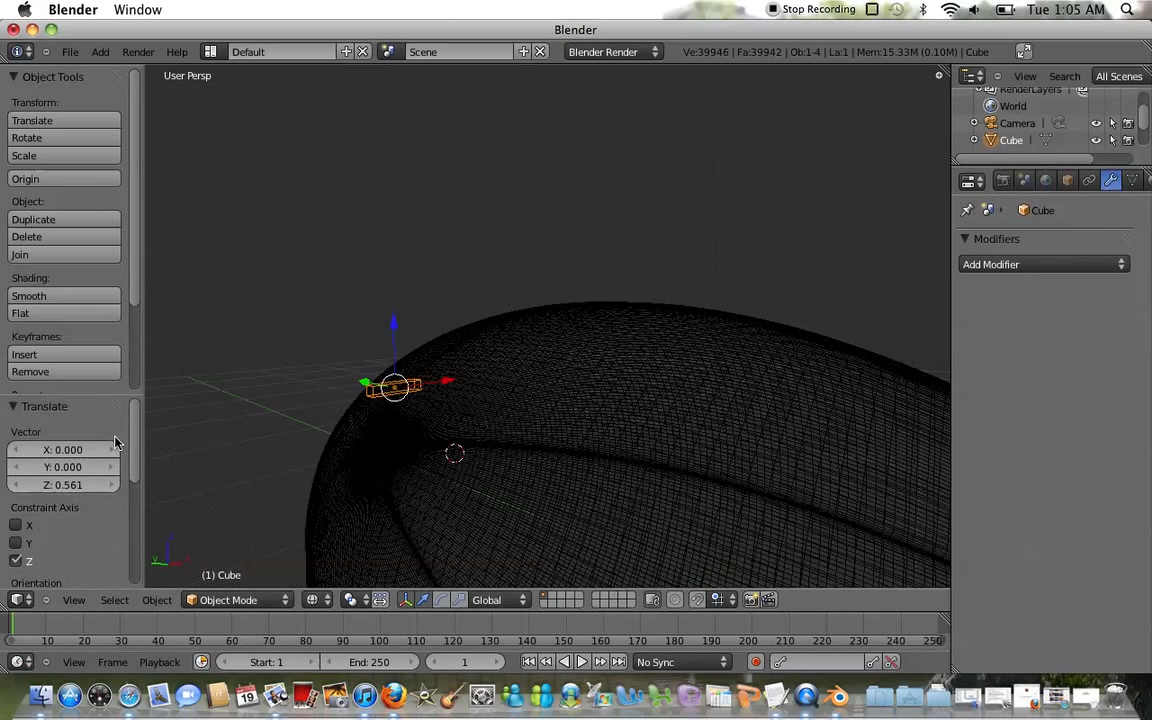 Blender Window Stop Recording Tue 1:05 AM
Blender
File Add Render Help Default Scene Blender Render Ve:39946 | Fa:39942 | Ob:1-4 | La:1 | Mem:15.33M (0.10M) | Cube
Object Tools
User Persp
View Search All Scenes
RenderLayers
World
Camera
Cube
Transform:
Translate
Rotate
Scale
Origin
Object:
Duplicate
Delete
Join
Shading:
Smooth
Flat
Keyframes:
Insert
Remove
Translate
Vector
X: 0.000
Y: 0.000
Z: 0.561
Constraint Axis
X
Y
Z
Orientation
Cube
Modifiers
Add Modifier
(1) Cube
View Select Object Object Mode Global
10 20 30 40 50 60 70 80 90 100 110 120 130 140 150 160 170 180 190 200 210 220 230 240 250
View Frame Playback Start: 1 End: 250 1 No Sync